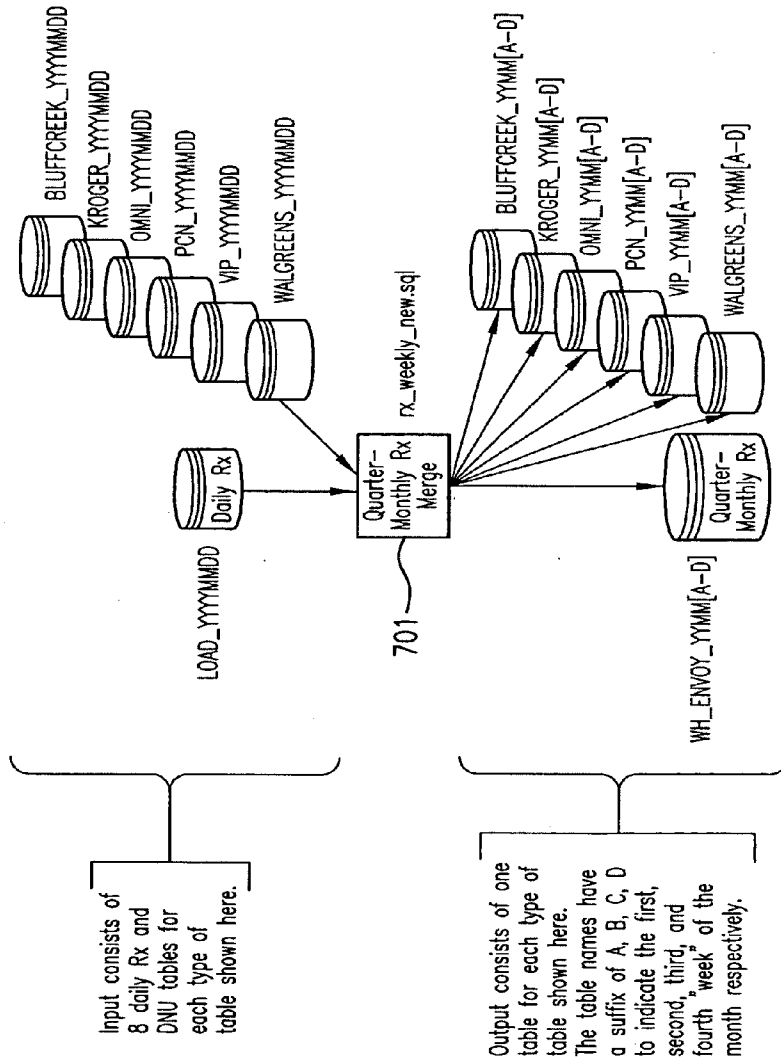 Input consists of
8 daily Rx and
DNU tables for
each type of
table shown here.
LOAD_YYYYMMDD
Daily Rx
BLUFFCREEK_YYYYMMDD
KROGER_YYYYMMDD
OMNI_YYYYMMDD
PCN_YYYYMMDD
VIP_YYYYMMDD
WALGREENS_YYYYMMDD
701
Quarter-
Monthly Rx
Merge
rx_weekly_new.sql
Output consists of one
table for each type of
table shown here.
The table names have
a suffix of A, B, C, D
to indicate the first,
second, third, and
fourth "week" of the
month respectively.
WH_ENVOY_YYMM[A-D]
Quarter-
Monthly Rx
BLUFFCREEK_YYMM[A-D]
KROGER_YYMM[A-D]
OMNI_YYMM[A-D]
PCN_YYMM[A-D]
VIP_YYMM[A-D]
WALGREENS_YYMM[A-D]